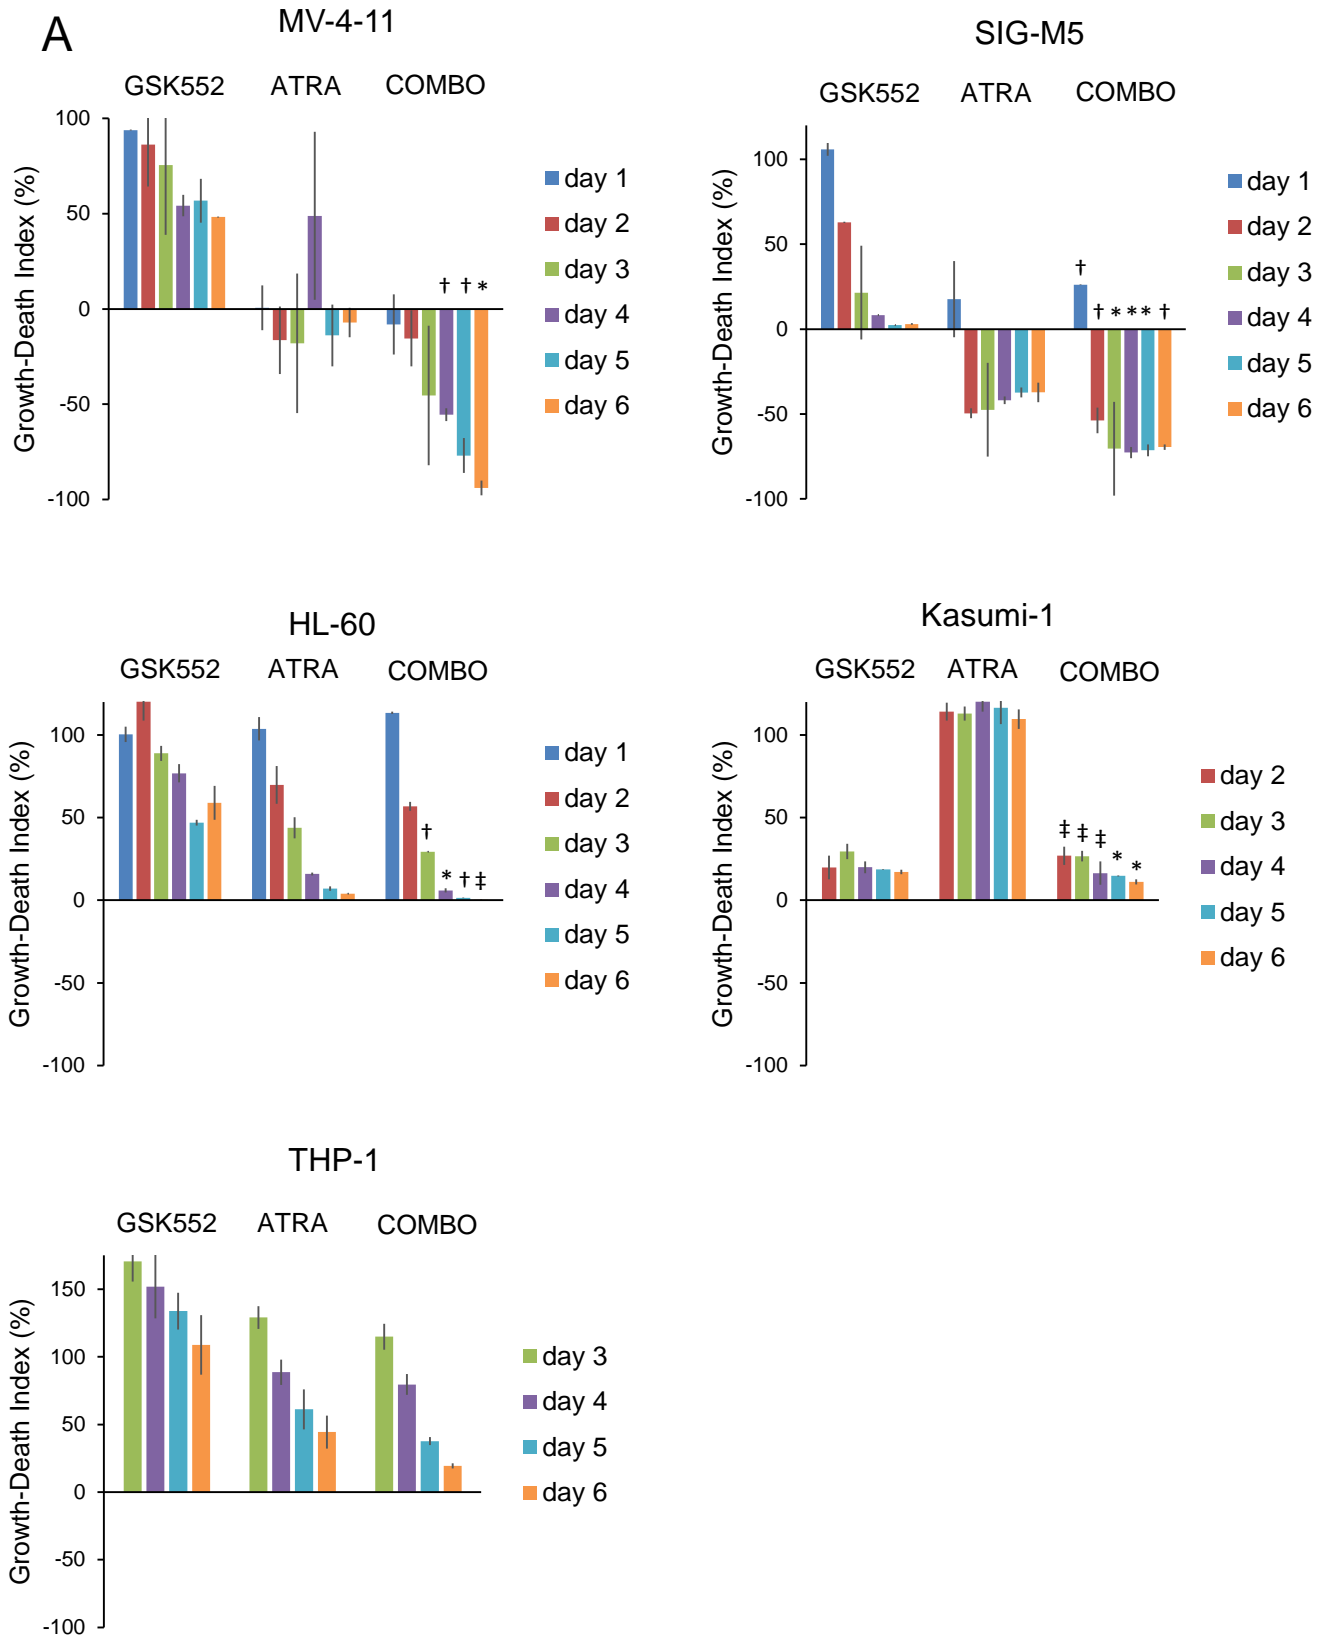 A
MV-4-11
GSK552 ATRA COMBO
Growth-Death Index (%)
100
50
0
-50
-100
† † *
day 1
day 2
day 3
day 4
day 5
day 6
SIG-M5
GSK552 ATRA COMBO
Growth-Death Index (%)
100
50
0
-50
-100
†
† * ** †
day 1
day 2
day 3
day 4
day 5
day 6
HL-60
GSK552 ATRA COMBO
Growth-Death Index (%)
100
50
0
-50
-100
†
* † ‡
day 1
day 2
day 3
day 4
day 5
day 6
Kasumi-1
GSK552 ATRA COMBO
Growth-Death Index (%)
100
50
0
-50
-100
‡ ‡ ‡ * *
day 2
day 3
day 4
day 5
day 6
THP-1
GSK552 ATRA COMBO
Growth-Death Index (%)
150
100
50
0
-50
-100
day 3
day 4
day 5
day 6